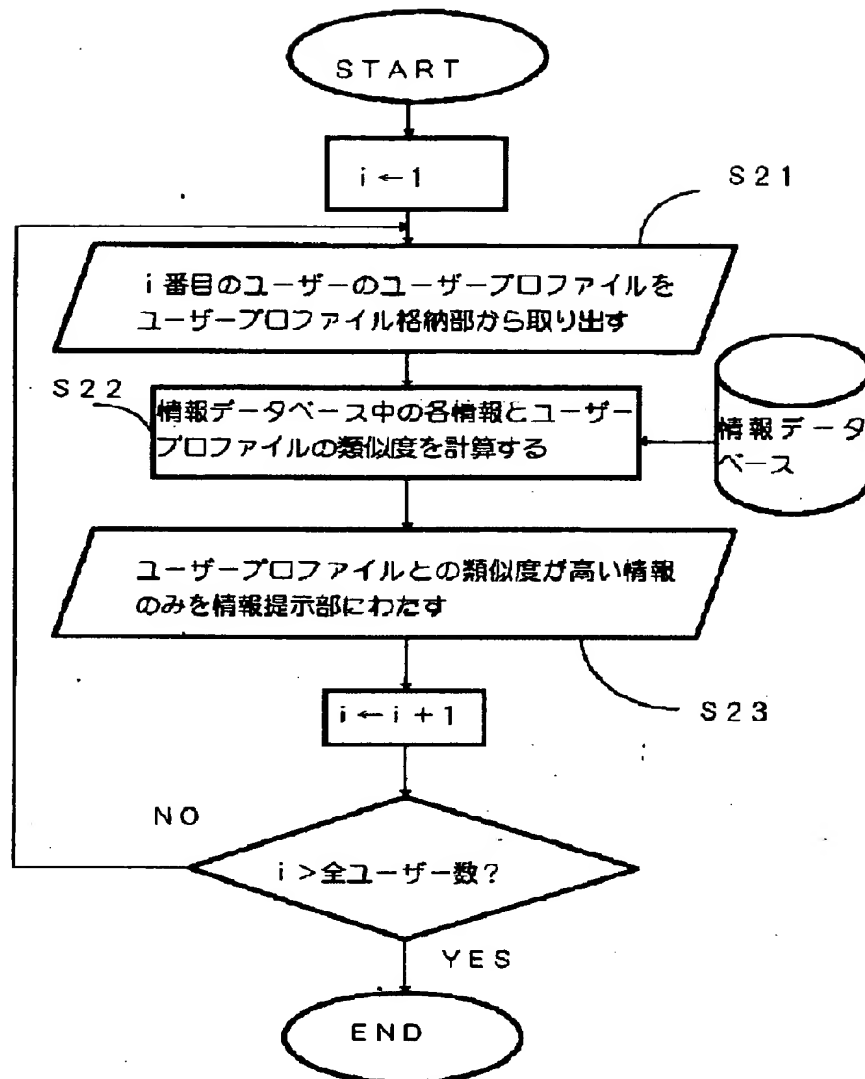 START
i←1
S21
i番目のユーザーのユーザープロファイルを
ユーザープロファイル格納部から取り出す
S22
情報データベース中の各情報とユーザー
プロファイルの類似度を計算する
情報データ
ベース
ユーザープロファイルとの類似度が高い情報
のみを情報提示部にわたす
S23
i←i+1
NO
i>全ユーザー数?
YES
END